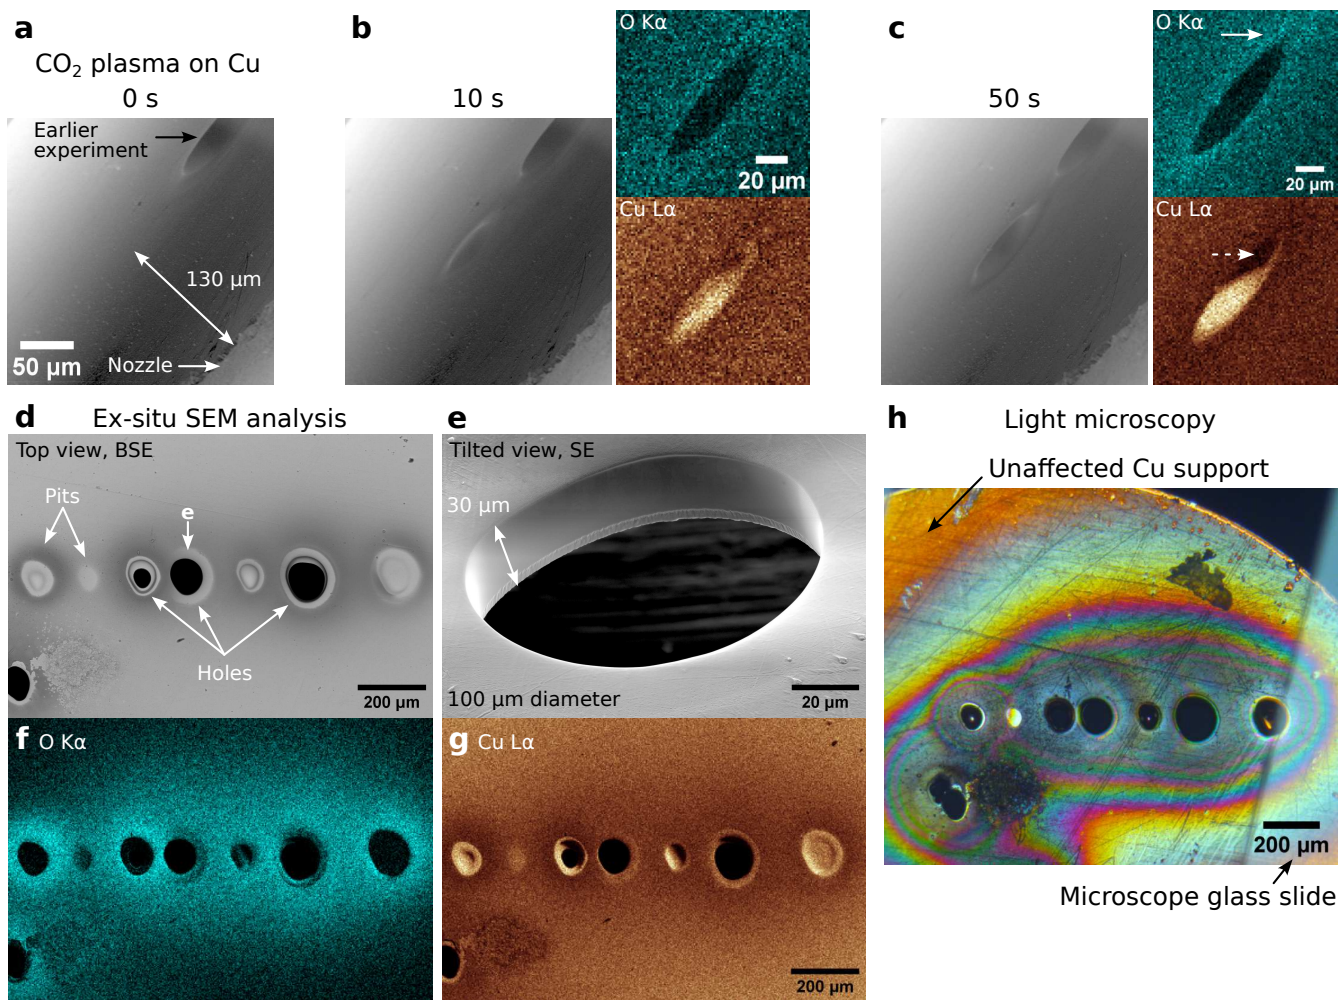 a
CO₂ plasma on Cu
0 s
Earlier
experiment
130 µm
50 µm
Nozzle
b
10 s
O Kα
20 µm
Cu Lα
c
50 s
O Kα
20 µm
Cu Lα
d Ex-situ SEM analysis
Top view, BSE
Pits
e
Holes
200 µm
e
Tilted view, SE
30 µm
100 µm diameter
20 µm
f O Kα
g Cu Lα
200 µm
h Light microscopy
Unaffected Cu support
200 µm
Microscope glass slide